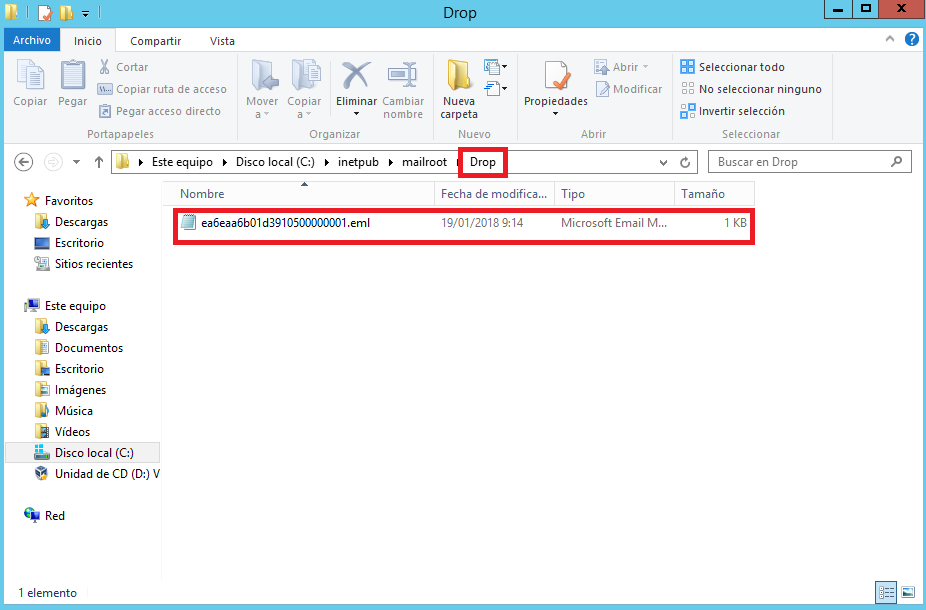 Drop
Archivo Inicio Compartir Vista
Copiar
Pegar
Cortar
Copiar ruta de acceso
Pegar acceso directo
Portapapeles
Mover a
Copiar a
Eliminar
Cambiar nombre
Organizar
Nueva carpeta
Nuevo
Propiedades
Abrir
Modificar
Abrir
Seleccionar todo
No seleccionar ninguno
Invertir selección
Seleccionar
Este equipo Disco local (C:) inetpub mailroot Drop
Buscar en Drop
Nombre Fecha de modifica... Tipo Tamaño
ea6eaa6b01d3910500000001.eml 19/01/2018 9:14 Microsoft Email M... 1 KB
Favoritos
Descargas
Escritorio
Sitios recientes
Este equipo
Descargas
Documentos
Escritorio
Imágenes
Música
Vídeos
Disco local (C:)
Unidad de CD (D:) V
Red
1 elemento